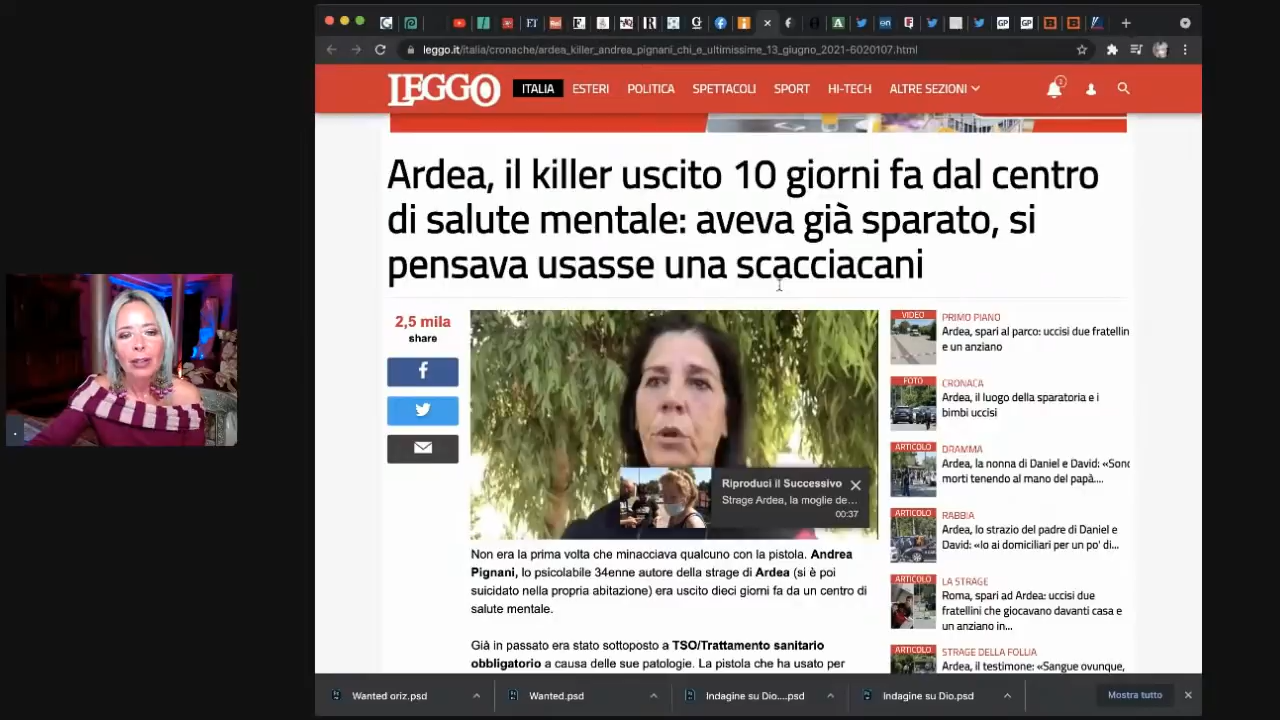 leggo.it/italia/cronache/ardea_killer_andrea_pignani_chi_e_ultimissime_13_giugno_2021-6020107.html
LEGGO
ITALIA ESTERI POLITICA SPETTACOLI SPORT HI-TECH ALTRE SEZIONI
Ardea, il killer uscito 10 giorni fa dal centro
di salute mentale: aveva già sparato, si
pensava usasse una scacciacani
2,5 mila
share
Riproduci il Successivo
Strage Ardea, la moglie de...
00:37
Non era la prima volta che minacciava qualcuno con la pistola. Andrea
Pignani, lo psicolabile 34enne autore della strage di Ardea (si è poi
suicidato nella propria abitazione) era uscito dieci giorni fa da un centro di
salute mentale.
Già in passato era stato sottoposto a TSO/Trattamento sanitario
obbligatorio a causa delle sue patologie. La pistola che ha usato per
VIDEO
PRIMO PIANO
Ardea, spari al parco: uccisi due fratellin
e un anziano
FOTO
CRONACA
Ardea, il luogo della sparatoria e i
bimbi uccisi
ARTICOLO
DRAMMA
Ardea, la nonna di Daniel e David: «Sono
morti tenendo al mano del papà....
ARTICOLO
RABBIA
Ardea, lo strazio del padre di Daniel e
David: «Io ai domiciliari per un po' di...
ARTICOLO
LA STRAGE
Roma, spari ad Ardea: uccisi due
fratellini che giocavano davanti casa e
un anziano in...
ARTICOLO
STRAGE DELLA FOLLIA
Ardea, il testimone: «Sangue ovunque,
Wanted oriz.psd
Wanted.psd
Indagine su Dio....psd
Indagine su Dio.psd
Mostra tutto